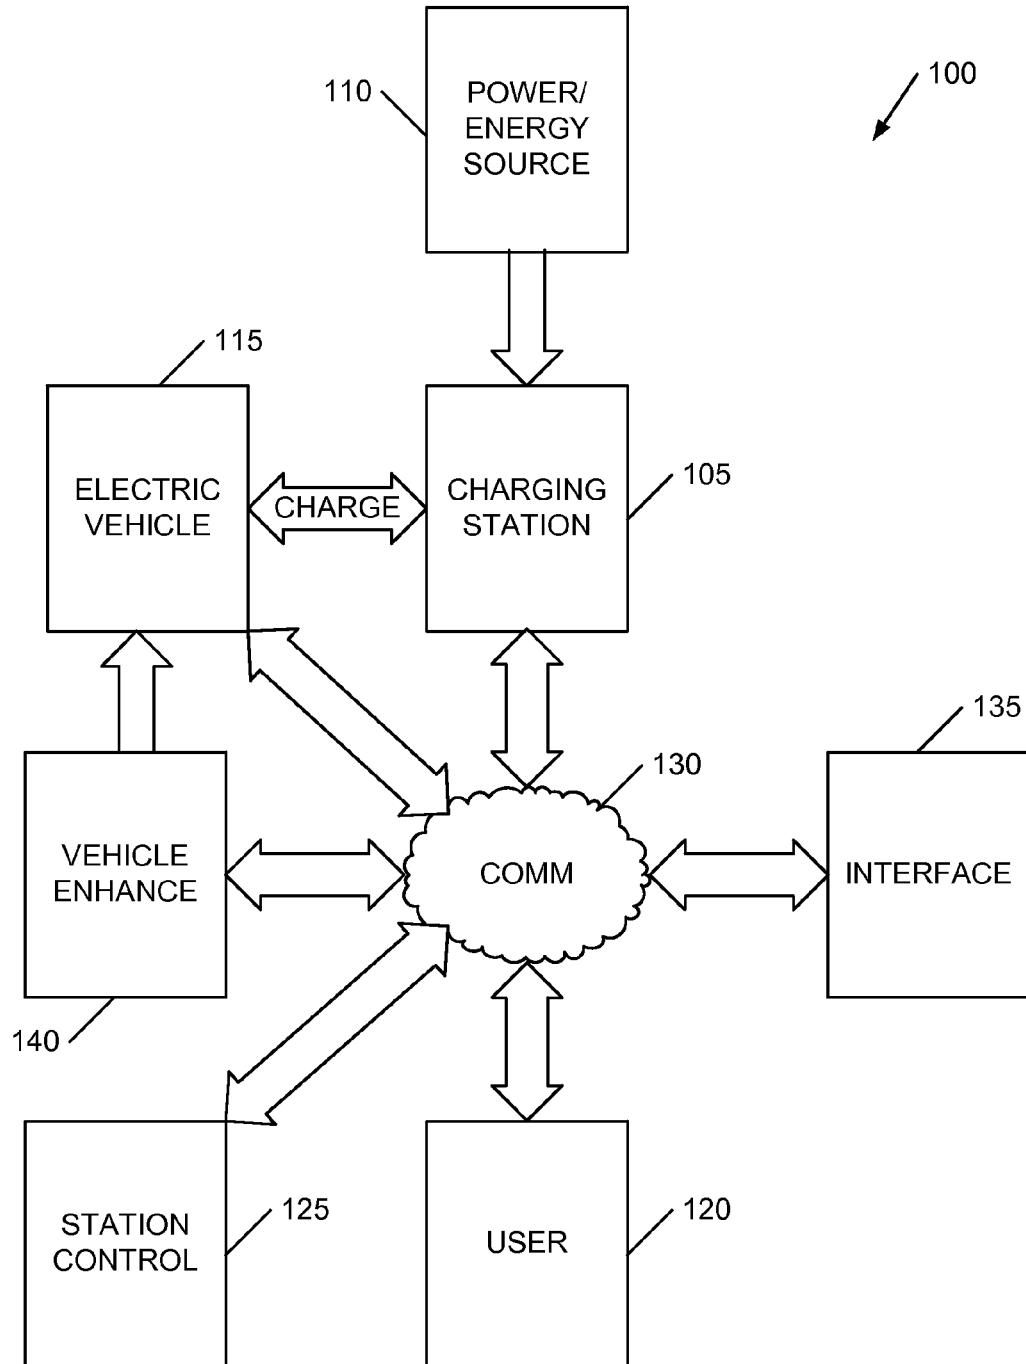 110
POWER/
ENERGY
SOURCE
100
115
ELECTRIC
VEHICLE
CHARGE
CHARGING
STATION
105
135
130
VEHICLE
ENHANCE
COMM
INTERFACE
140
STATION
CONTROL
125
USER
120